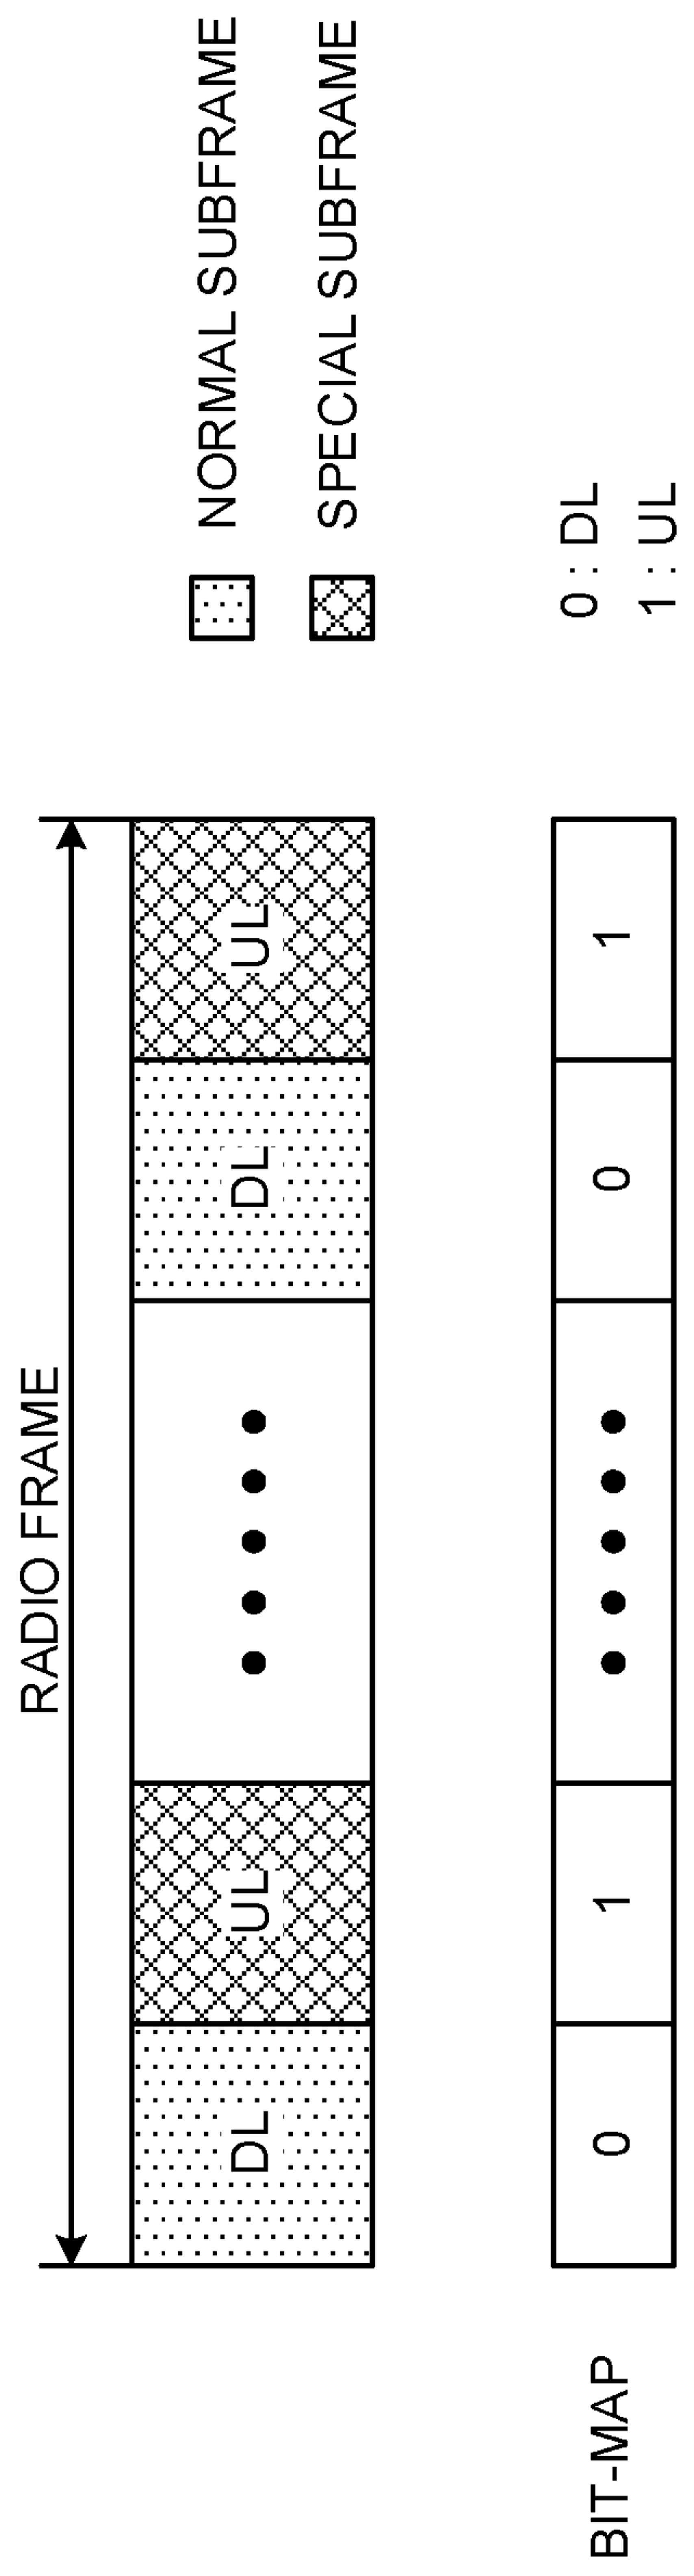 RADIO FRAME
DL UL ••••• DL UL
NORMAL SUBFRAME
SPECIAL SUBFRAME
BIT-MAP 0 1 ••••• 0 1
0 : DL
1 : UL